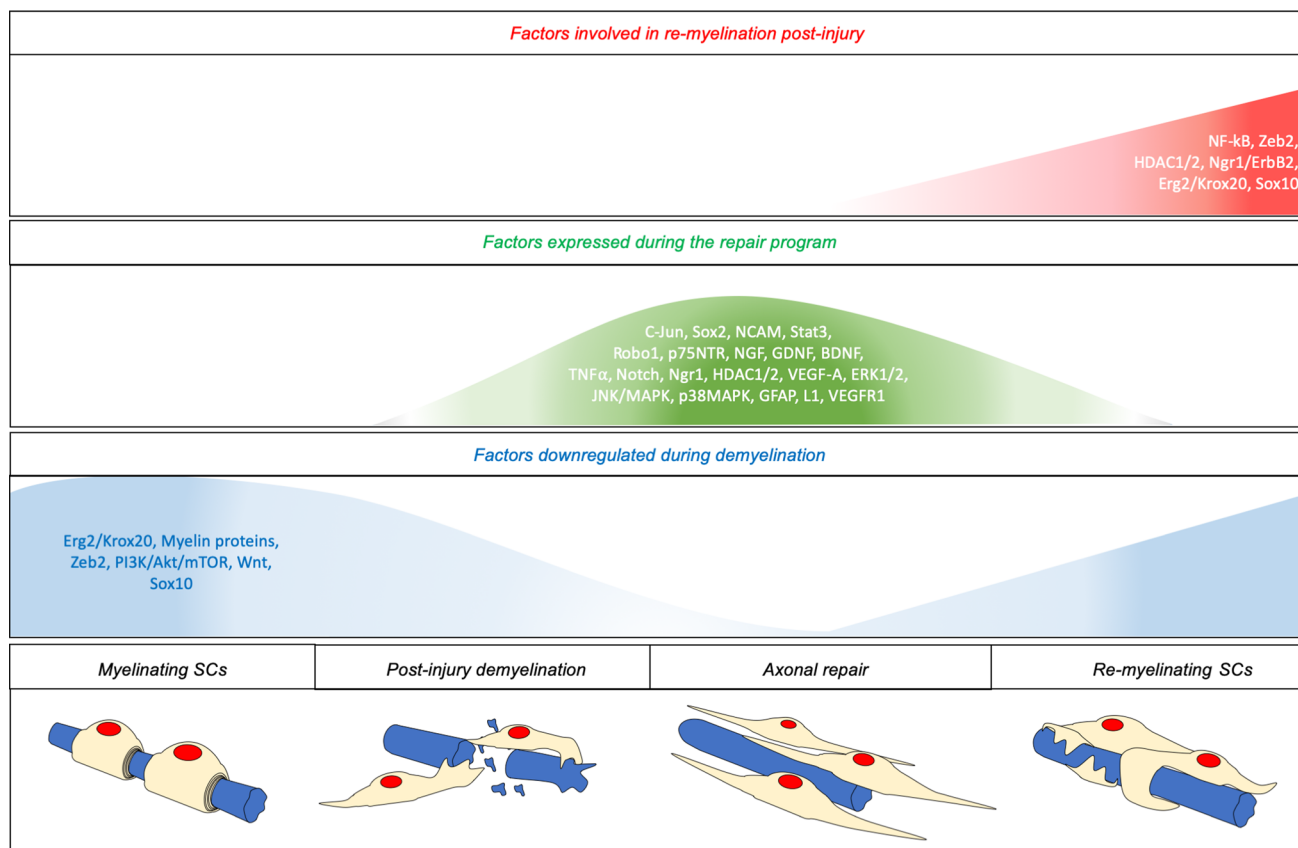 Factors involved in re-myelination post-injury
NF-kB, Zeb2,
HDAC1/2, Ngr1/ErbB2,
Erg2/Krox20, Sox10
Factors expressed during the repair program
C-Jun, Sox2, NCAM, Stat3,
Robo1, p75NTR, NGF, GDNF, BDNF,
TNFα, Notch, Ngr1, HDAC1/2, VEGF-A, ERK1/2,
JNK/MAPK, p38MAPK, GFAP, L1, VEGFR1
Factors downregulated during demyelination
Erg2/Krox20, Myelin proteins,
Zeb2, PI3K/Akt/mTOR, Wnt,
Sox10
Myelinating SCs
Post-injury demyelination
Axonal repair
Re-myelinating SCs